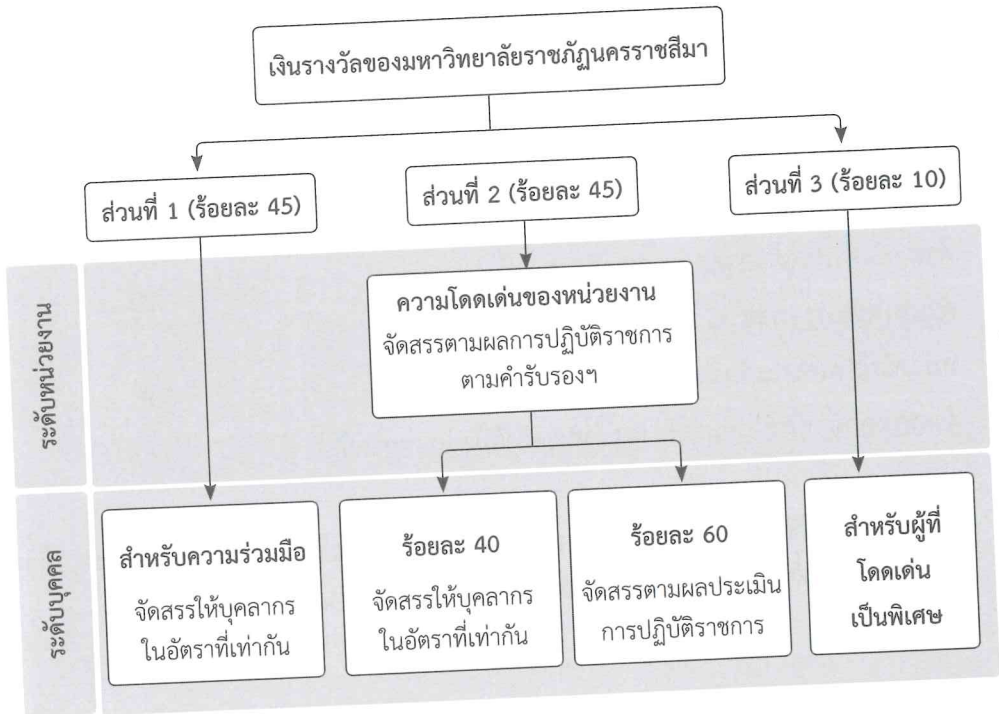 เงินรางวัลของมหาวิทยาลัยราชภัฏนครราชสีมา
ส่วนที่ 1 (ร้อยละ 45)
ส่วนที่ 2 (ร้อยละ 45)
ส่วนที่ 3 (ร้อยละ 10)
ระดับหน่วยงาน
ความโดดเด่นของหน่วยงาน
จัดสรรตามผลการปฏิบัติราชการ
ตามคำรับรองฯ
ระดับบุคคล
สำหรับความร่วมมือ
จัดสรรให้บุคลากร
ในอัตราที่เท่ากัน
ร้อยละ 40
จัดสรรให้บุคลากร
ในอัตราที่เท่ากัน
ร้อยละ 60
จัดสรรตามผลประเมิน
การปฏิบัติราชการ
สำหรับผู้ที่
โดดเด่น
เป็นพิเศษ